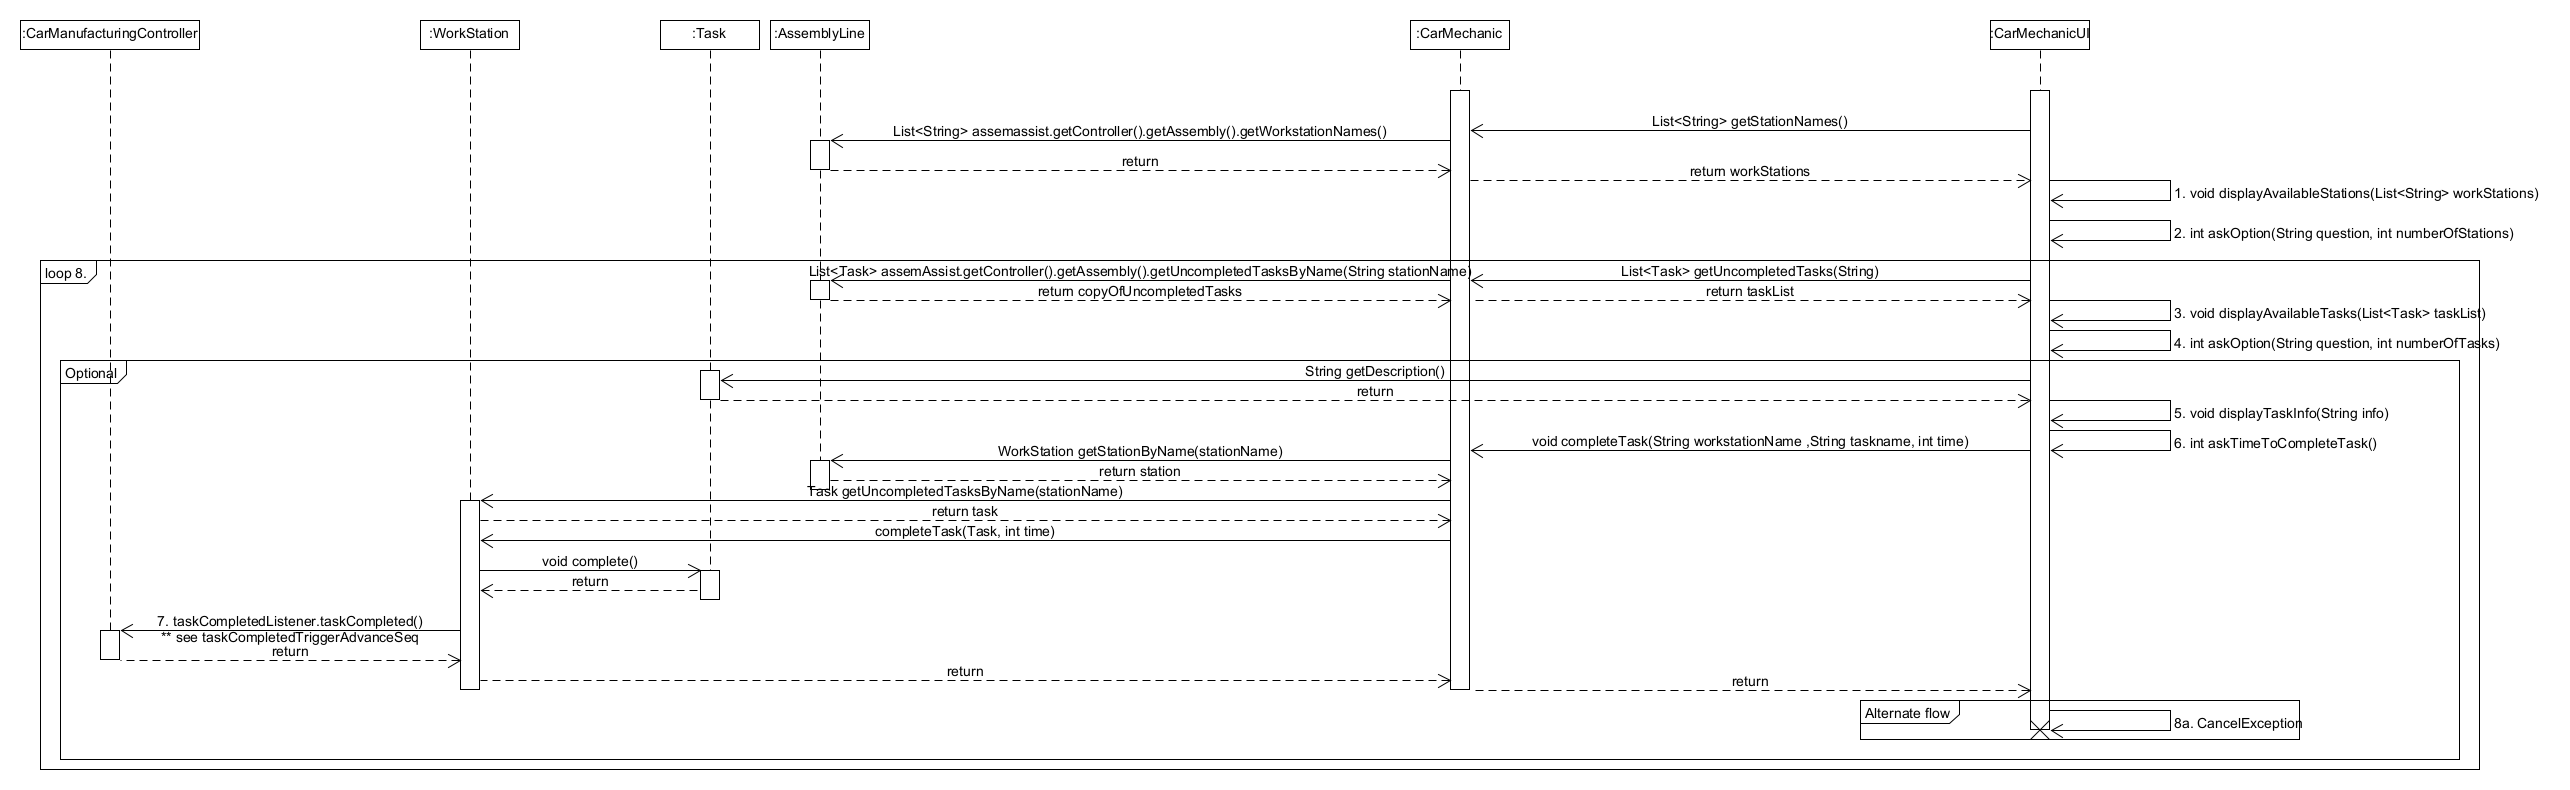 :CarManufacturingController
:WorkStation
:Task
:AssemblyLine
:CarMechanic
:CarMechanicUI
List<String> getStationNames()
List<String> assemassist.getController().getAssembly().getWorkstationNames()
return
return workStations
1. void displayAvailableStations(List<String> workStations)
2. int askOption(String question, int numberOfStations)
loop 8.
List<Task> assemAssist.getController().getAssembly().getUncompletedTasksByName(String stationName)
List<Task> getUncompletedTasks(String)
return copyOfUncompletedTasks
return taskList
3. void displayAvailableTasks(List<Task> taskList)
4. int askOption(String question, int numberOfTasks)
Optional
String getDescription()
return
5. void displayTaskInfo(String info)
void completeTask(String workstationName ,String taskname, int time)
6. int askTimeToCompleteTask()
WorkStation getStationByName(stationName)
return station
Task getUncompletedTasksByName(stationName)
return task
completeTask(Task, int time)
void complete()
return
7. taskCompletedListener.taskCompleted()
** see taskCompletedTriggerAdvanceSeq
return
return
return
Alternate flow
8a. CancelException